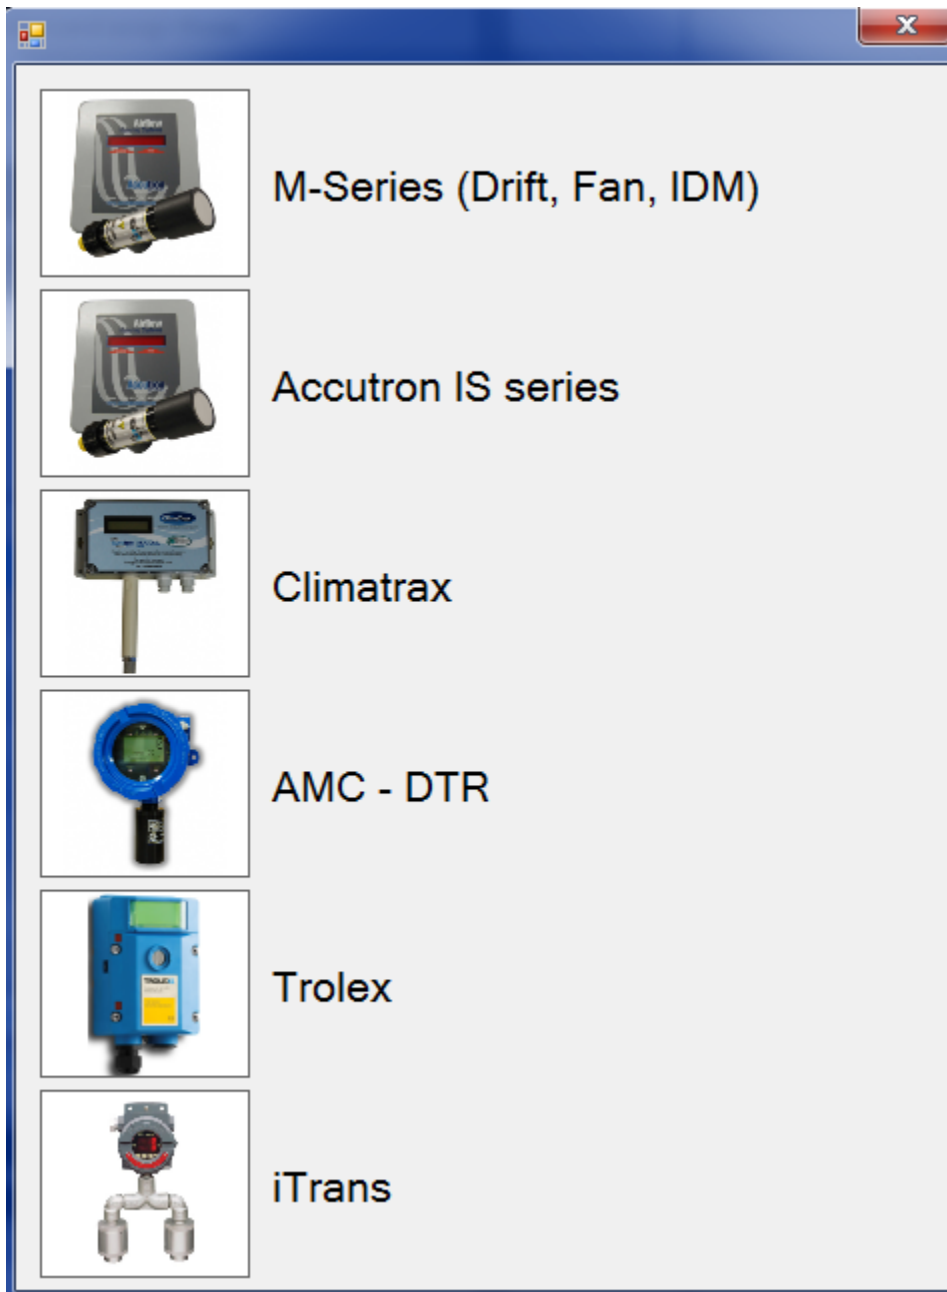 M-Series (Drift, Fan, IDM)
Accutron IS series
Climatrax
AMC - DTR
Trolex
iTrans